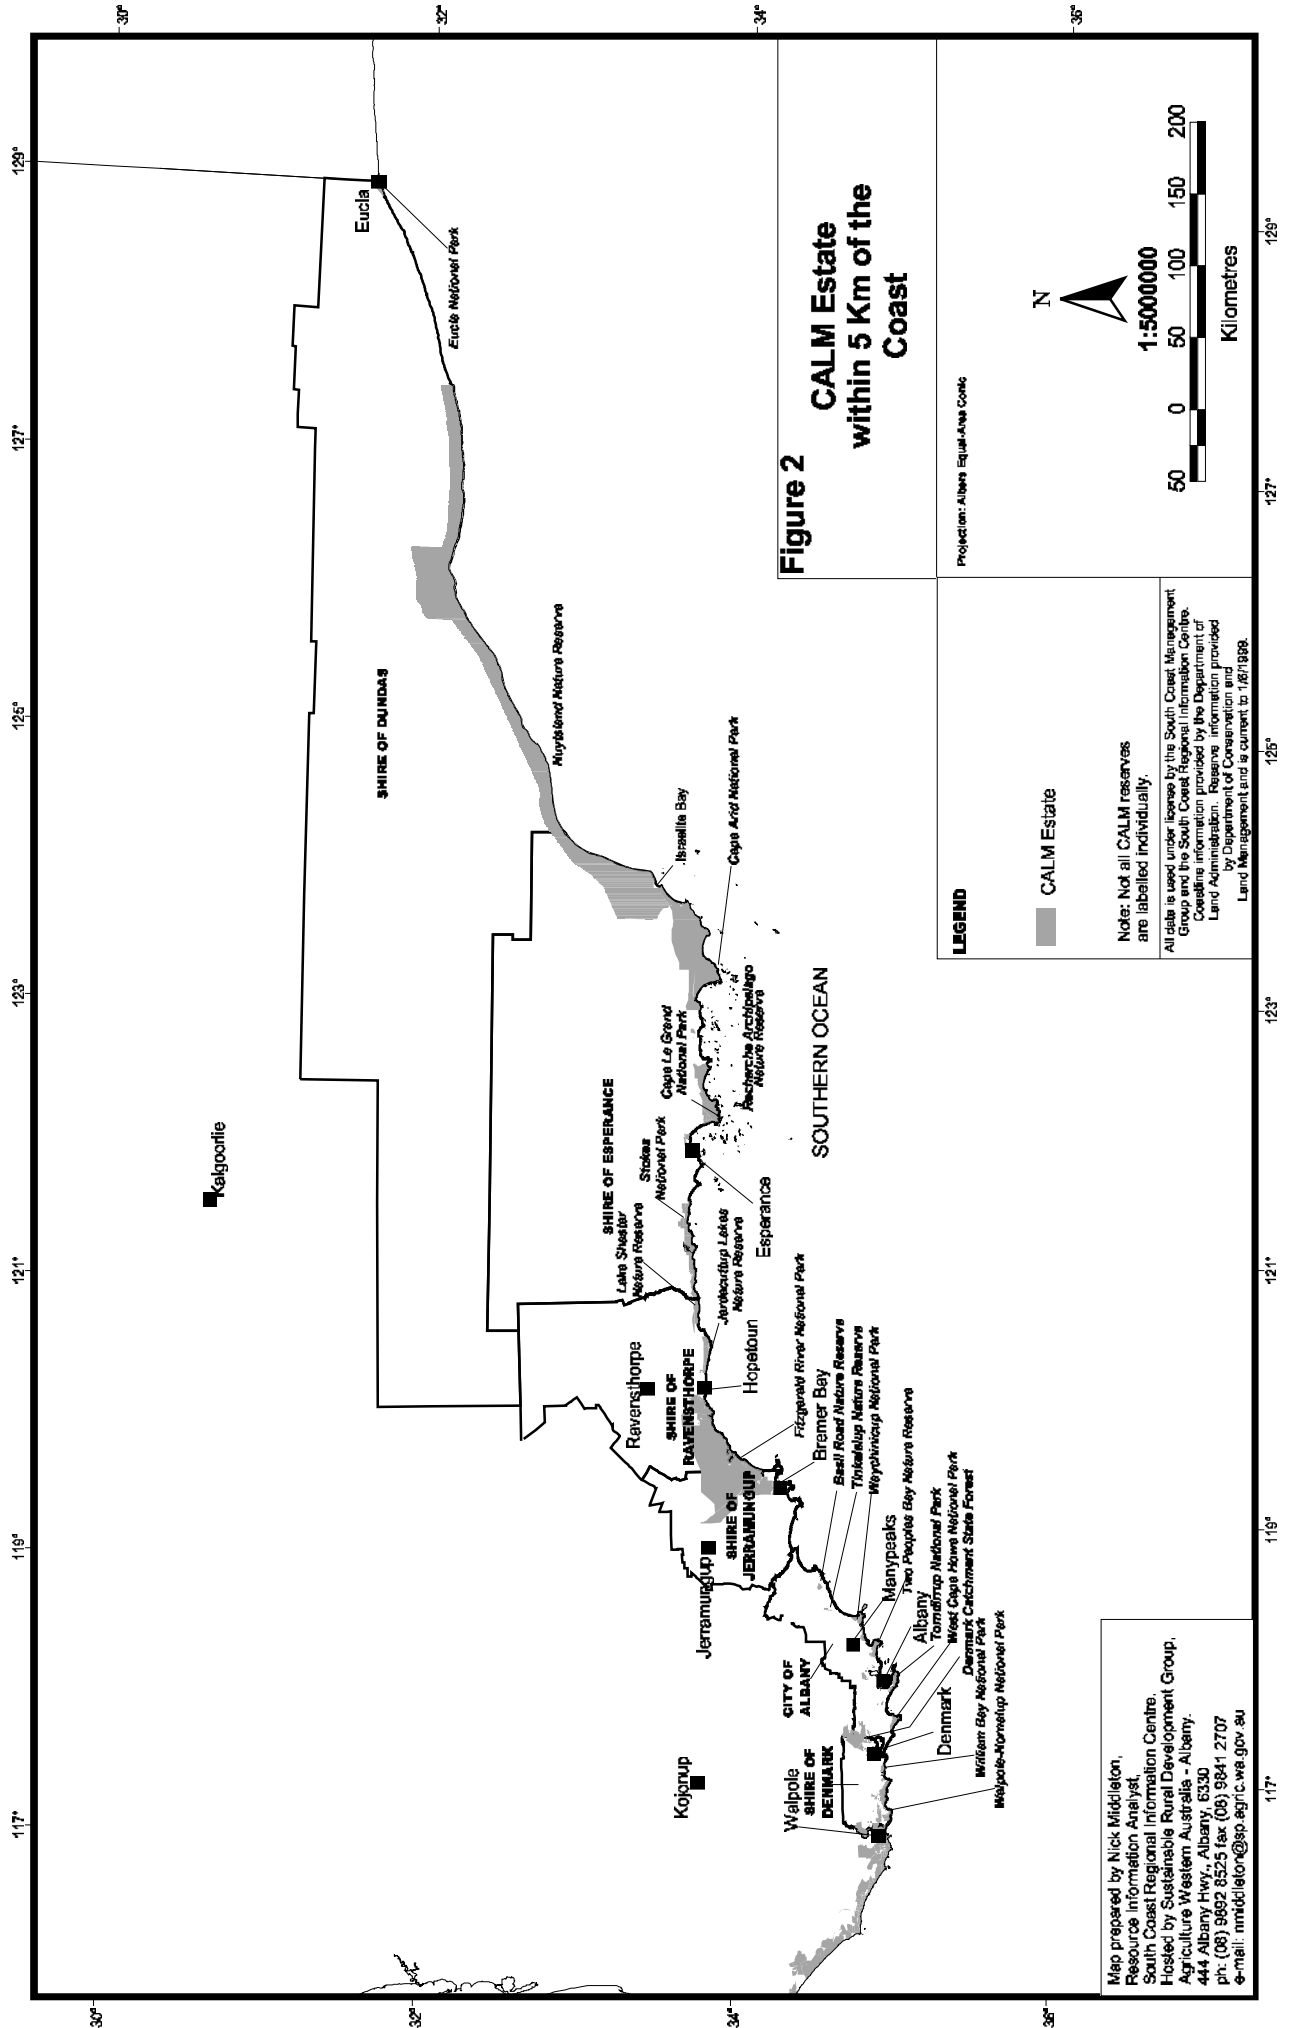 30°
32°
34°
36°
129°
127°
125°
123°
121°
119°
117°
Eucla
Eucla National Park
SHIRE OF DUNDAS
Nuytsland Nature Reserve
Israelite Bay
Cape Arid National Park
Kalgoorlie
SHIRE OF ESPERANCE
Cape Le Grand
National Park
Recherche Archipelago
Nature Reserve
SOUTHERN OCEAN
Stokes
National Park
Lake Shaster
Nature Reserve
Esperance
Jerdacuttup Lakes
Nature Reserve
Ravensthorpe
SHIRE OF
RAVENSTHORPE
Hopetoun
Fitzgerald River National Park
Bremer Bay
Basil Road Nature Reserve
Tinkelelup Nature Reserve
Waychinicup National Park
SHIRE OF
JERRAMUNGUP
Jerramungup
Manypeaks
Two Peoples Bay Nature Reserve
Albany
Torndirrup National Park
West Cape Howe National Park
Denmark Catchment State Forest
William Bay National Park
Walpole-Nornalup National Park
CITY OF
ALBANY
Denmark
Kojonup
Walpole
SHIRE OF
DENMARK
Figure 2
CALM Estate
within 5 Km of the
Coast
Projection: Albers Equal-Area Conic
N
1:5000000
50 0 50 100 150 200
Kilometres
LEGEND
CALM Estate
Note: Not all CALM reserves
are labelled individually.
All data is used under license by the South Coast Management
Group and the South Coast Regional Information Centre.
Coastline information provided by the Department of
Land Administration. Reserve information provided
by Department of Conservation and
Land Management and is current to 1/6/1999.
Map prepared by Nick Middleton,
Resource Information Analyst,
South Coast Regional Information Centre.
Hosted by Sustainable Rural Development Group,
Agriculture Western Australia - Albany.
444 Albany Hwy., Albany, 6330
ph: (08) 9892 8525 fax (08) 9841 2707
e-mail: nmiddleton@sp.agric.wa.gov.au
129°
127°
125°
123°
121°
119°
117°
30°
32°
34°
36°